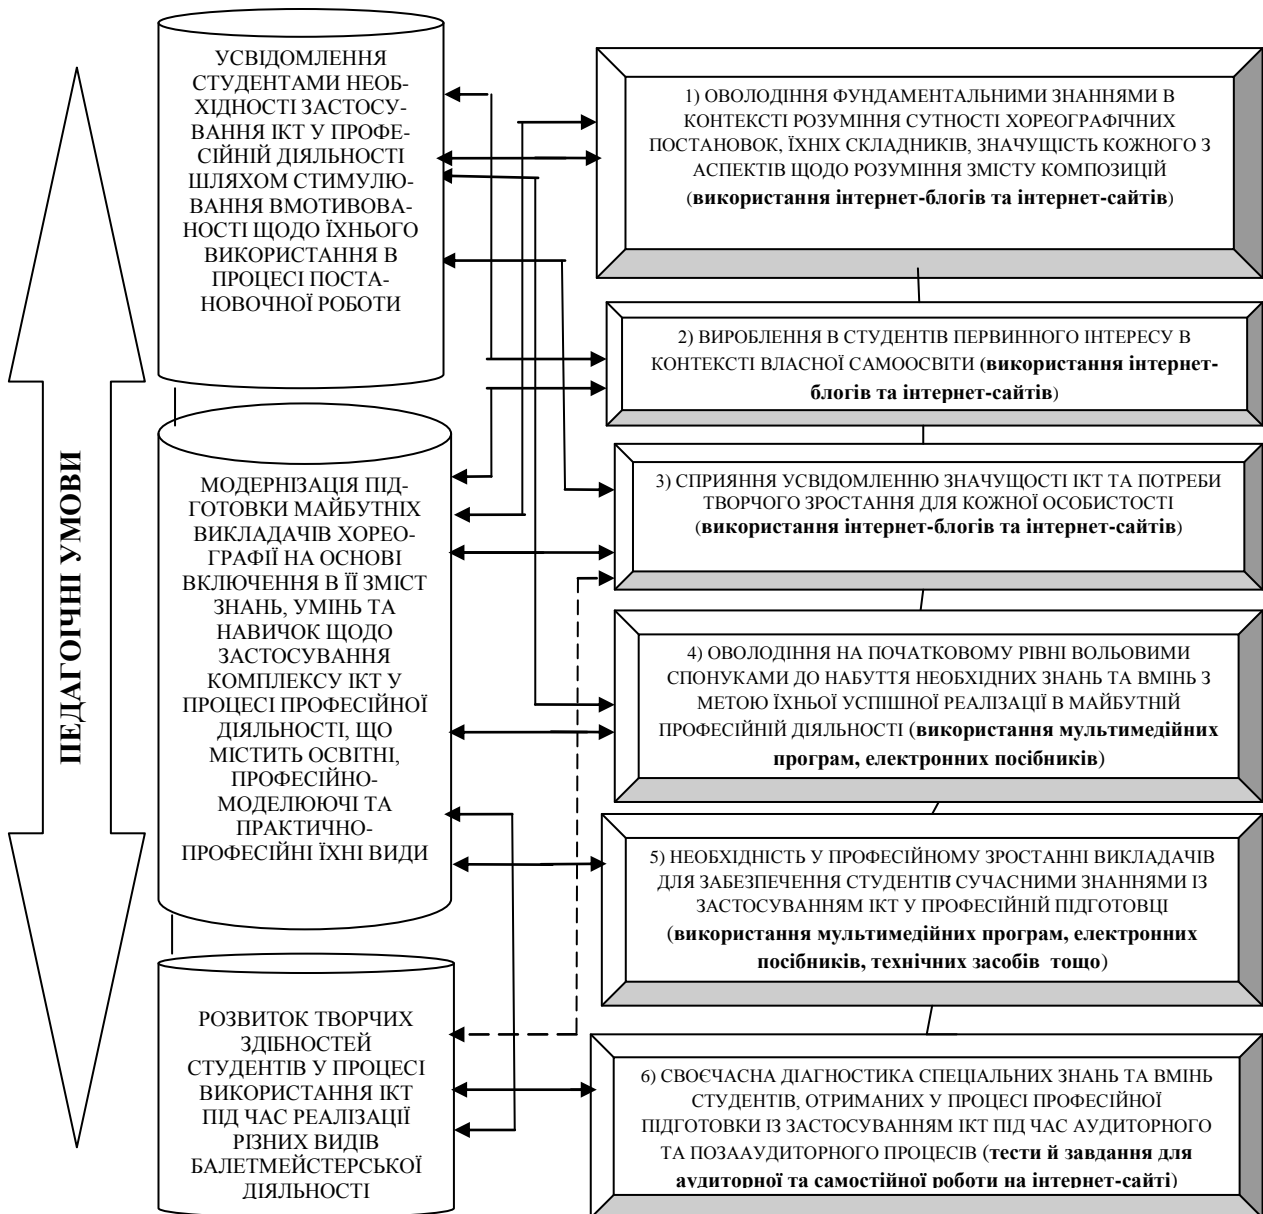 ПЕДАГОГІЧНІ УМОВИ
УСВІДОМЛЕННЯ
СТУДЕНТАМИ НЕОБ-
ХІДНОСТІ ЗАСТОСУ-
ВАННЯ ІКТ У ПРОФЕ-
СІЙНІЙ ДІЯЛЬНОСТІ
ШЛЯХОМ СТИМУЛЮ-
ВАННЯ ВМОТИВОВА-
НОСТІ ЩОДО ЇХНЬОГО
ВИКОРИСТАННЯ В
ПРОЦЕСІ ПОСТА-
НОВОЧНОЇ РОБОТИ
МОДЕРНІЗАЦІЯ ПІД-
ГОТОВКИ МАЙБУТНІХ
ВИКЛАДАЧІВ ХОРЕО-
ГРАФІЇ НА ОСНОВІ
ВКЛЮЧЕННЯ В ЇЇ ЗМІСТ
ЗНАНЬ, УМІНЬ ТА
НАВИЧОК ЩОДО
ЗАСТОСУВАННЯ
КОМПЛЕКСУ ІКТ У
ПРОЦЕСІ ПРОФЕСІЙНОЇ
ДІЯЛЬНОСТІ, ЩО
МІСТИТЬ ОСВІТНІ,
ПРОФЕСІЙНО-
МОДЕЛЮЮЧІ ТА
ПРАКТИЧНО-
ПРОФЕСІЙНІ ЇХНІ ВИДИ
РОЗВИТОК ТВОРЧИХ
ЗДІБНОСТЕЙ
СТУДЕНТІВ У ПРОЦЕСІ
ВИКОРИСТАННЯ ІКТ
ПІД ЧАС РЕАЛІЗАЦІЇ
РІЗНИХ ВИДІВ
БАЛЕТМЕЙСТЕРСЬКОЇ
ДІЯЛЬНОСТІ
1) ОВОЛОДІННЯ ФУНДАМЕНТАЛЬНИМИ ЗНАННЯМИ В
КОНТЕКСТІ РОЗУМІННЯ СУТНОСТІ ХОРЕОГРАФІЧНИХ
ПОСТАНОВОК, ЇХНІХ СКЛАДНИКІВ, ЗНАЧУЩІСТЬ КОЖНОГО З
АСПЕКТІВ ЩОДО РОЗУМІННЯ ЗМІСТУ КОМПОЗИЦІЙ
(використання інтернет-блогів та інтернет-сайтів)
2) ВИРОБЛЕННЯ В СТУДЕНТІВ ПЕРВИННОГО ІНТЕРЕСУ В
КОНТЕКСТІ ВЛАСНОЇ САМООСВІТИ (використання інтернет-
блогів та інтернет-сайтів)
3) СПРИЯННЯ УСВІДОМЛЕННЮ ЗНАЧУЩОСТІ ІКТ ТА ПОТРЕБИ
ТВОРЧОГО ЗРОСТАННЯ ДЛЯ КОЖНОЇ ОСОБИСТОСТІ
(використання інтернет-блогів та інтернет-сайтів)
4) ОВОЛОДІННЯ НА ПОЧАТКОВОМУ РІВНІ ВОЛЬОВИМИ
СПОНУКАМИ ДО НАБУТТЯ НЕОБХІДНИХ ЗНАНЬ ТА ВМІНЬ З
МЕТОЮ ЇХНЬОЇ УСПІШНОЇ РЕАЛІЗАЦІЇ В МАЙБУТНІЙ
ПРОФЕСІЙНІЙ ДІЯЛЬНОСТІ (використання мультимедійних
програм, електронних посібників)
5) НЕОБХІДНІСТЬ У ПРОФЕСІЙНОМУ ЗРОСТАННІ ВИКЛАДАЧІВ
ДЛЯ ЗАБЕЗПЕЧЕННЯ СТУДЕНТІВ СУЧАСНИМИ ЗНАННЯМИ ІЗ
ЗАСТОСУВАННЯМ ІКТ У ПРОФЕСІЙНІЙ ПІДГОТОВЦІ
(використання мультимедійних програм, електронних
посібників, технічних засобів тощо)
6) СВОЄЧАСНА ДІАГНОСТИКА СПЕЦІАЛЬНИХ ЗНАНЬ ТА ВМІНЬ
СТУДЕНТІВ, ОТРИМАНИХ У ПРОЦЕСІ ПРОФЕСІЙНОЇ
ПІДГОТОВКИ ІЗ ЗАСТОСУВАННЯМ ІКТ ПІД ЧАС АУДИТОРНОГО
ТА ПОЗААУДИТОРНОГО ПРОЦЕСІВ (тести й завдання для
аудиторної та самостійної роботи на інтернет-сайті)